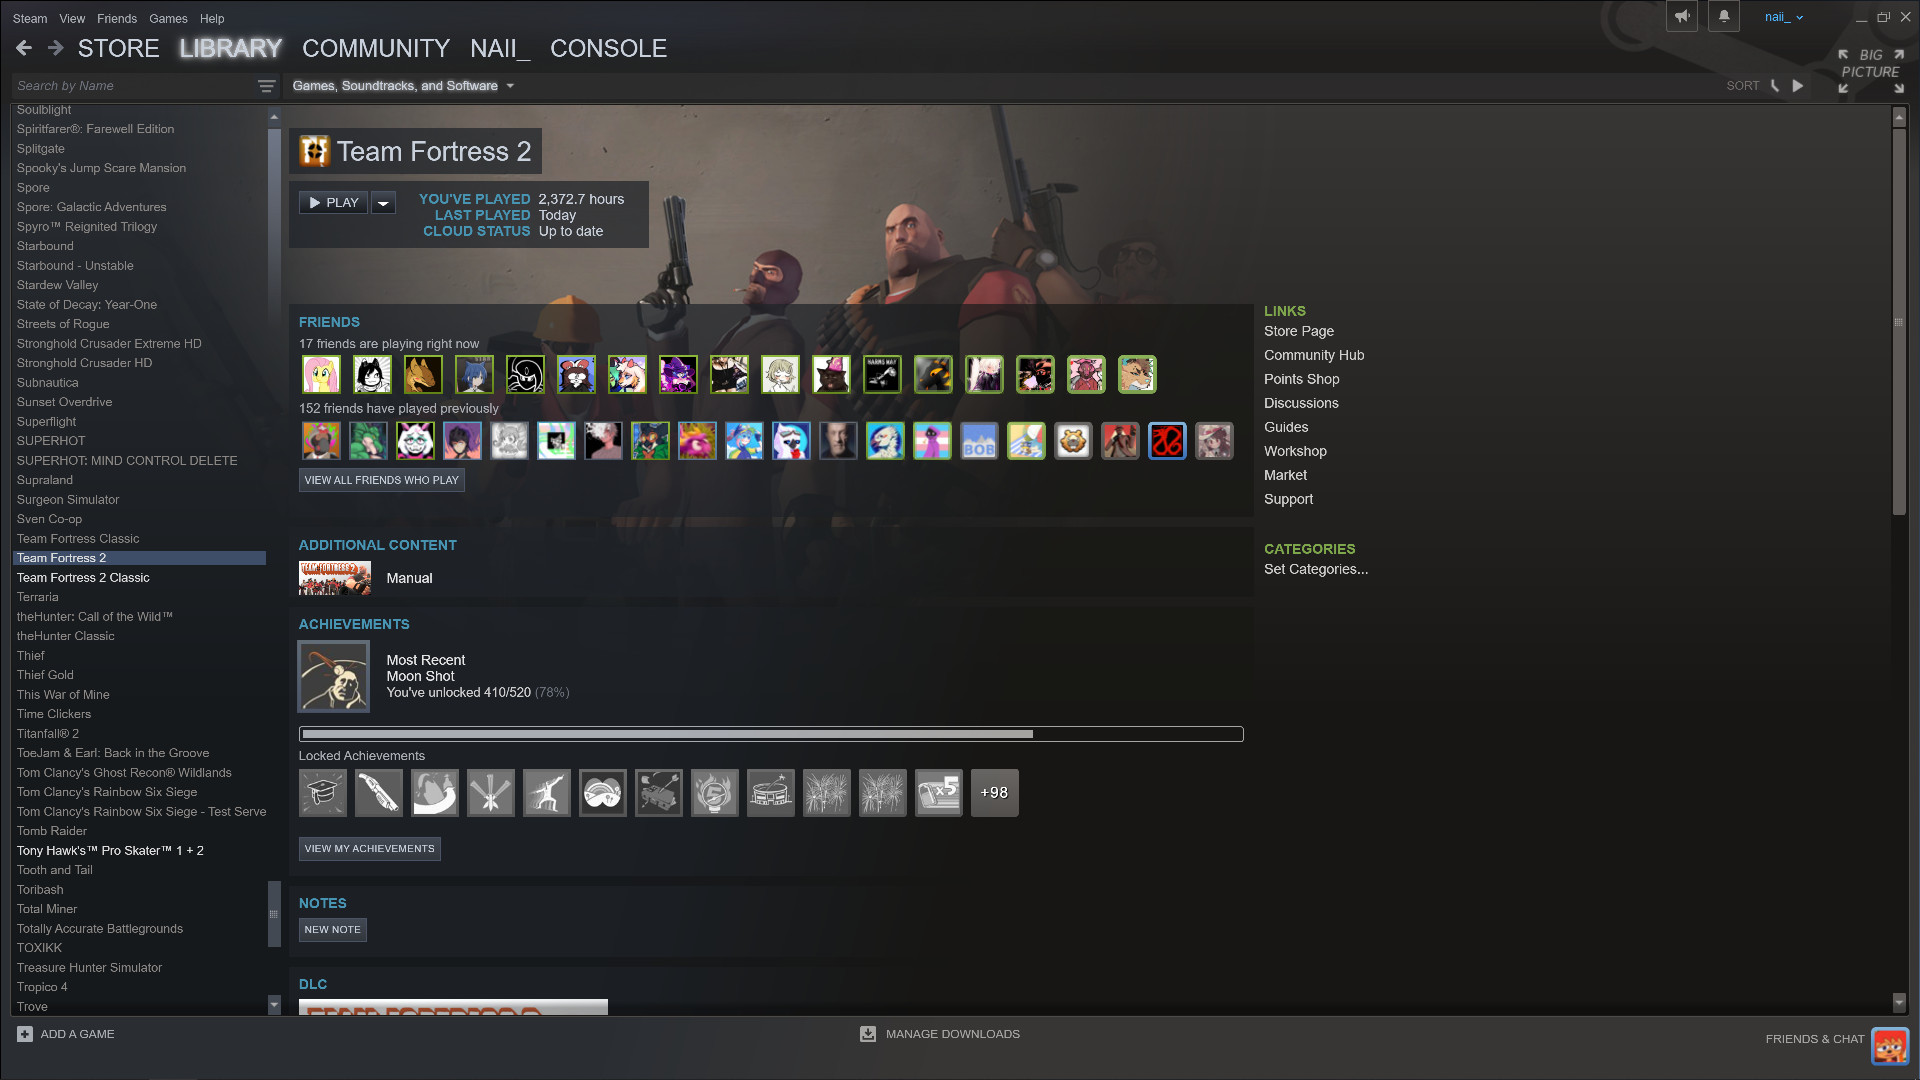 Steam View Friends Games Help
naii_
STORE LIBRARY COMMUNITY NAII_ CONSOLE
BIG PICTURE
Search by Name
Games, Soundtracks, and Software
SORT
Soulblight
Spiritfarer®: Farewell Edition
Splitgate
Spooky's Jump Scare Mansion
Spore
Spore: Galactic Adventures
Spyro™ Reignited Trilogy
Starbound
Starbound - Unstable
Stardew Valley
State of Decay: Year-One
Streets of Rogue
Stronghold Crusader Extreme HD
Stronghold Crusader HD
Subnautica
Sunset Overdrive
Superflight
SUPERHOT
SUPERHOT: MIND CONTROL DELETE
Supraland
Surgeon Simulator
Sven Co-op
Team Fortress Classic
Team Fortress 2
Team Fortress 2 Classic
Terraria
theHunter: Call of the Wild™
theHunter Classic
Thief
Thief Gold
This War of Mine
Time Clickers
Titanfall® 2
ToeJam & Earl: Back in the Groove
Tom Clancy's Ghost Recon® Wildlands
Tom Clancy's Rainbow Six Siege
Tom Clancy's Rainbow Six Siege - Test Serve
Tomb Raider
Tony Hawk's™ Pro Skater™ 1 + 2
Tooth and Tail
Toribash
Total Miner
Totally Accurate Battlegrounds
TOXIKK
Treasure Hunter Simulator
Tropico 4
Trove
Team Fortress 2
PLAY
YOU'VE PLAYED 2,372.7 hours
LAST PLAYED Today
CLOUD STATUS Up to date
FRIENDS
17 friends are playing right now
152 friends have played previously
BOB
VIEW ALL FRIENDS WHO PLAY
ADDITIONAL CONTENT
TEAM FORTRESS 2
Manual
ACHIEVEMENTS
Most Recent
Moon Shot
You've unlocked 410/520 (78%)
Locked Achievements
5
x5
+98
VIEW MY ACHIEVEMENTS
NOTES
NEW NOTE
DLC
TEAM FORTRESS 2
LINKS
Store Page
Community Hub
Points Shop
Discussions
Guides
Workshop
Market
Support
CATEGORIES
Set Categories...
ADD A GAME
MANAGE DOWNLOADS
FRIENDS & CHAT